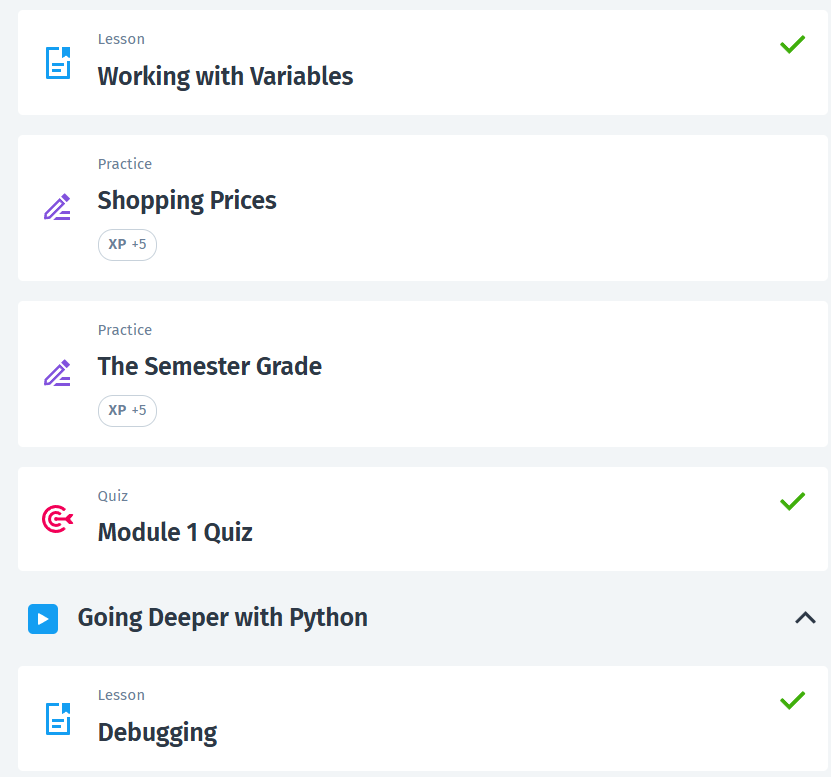 Lesson
Working with Variables
Practice
Shopping Prices
XP +5
Practice
The Semester Grade
XP +5
Quiz
Module 1 Quiz
Going Deeper with Python
Lesson
Debugging